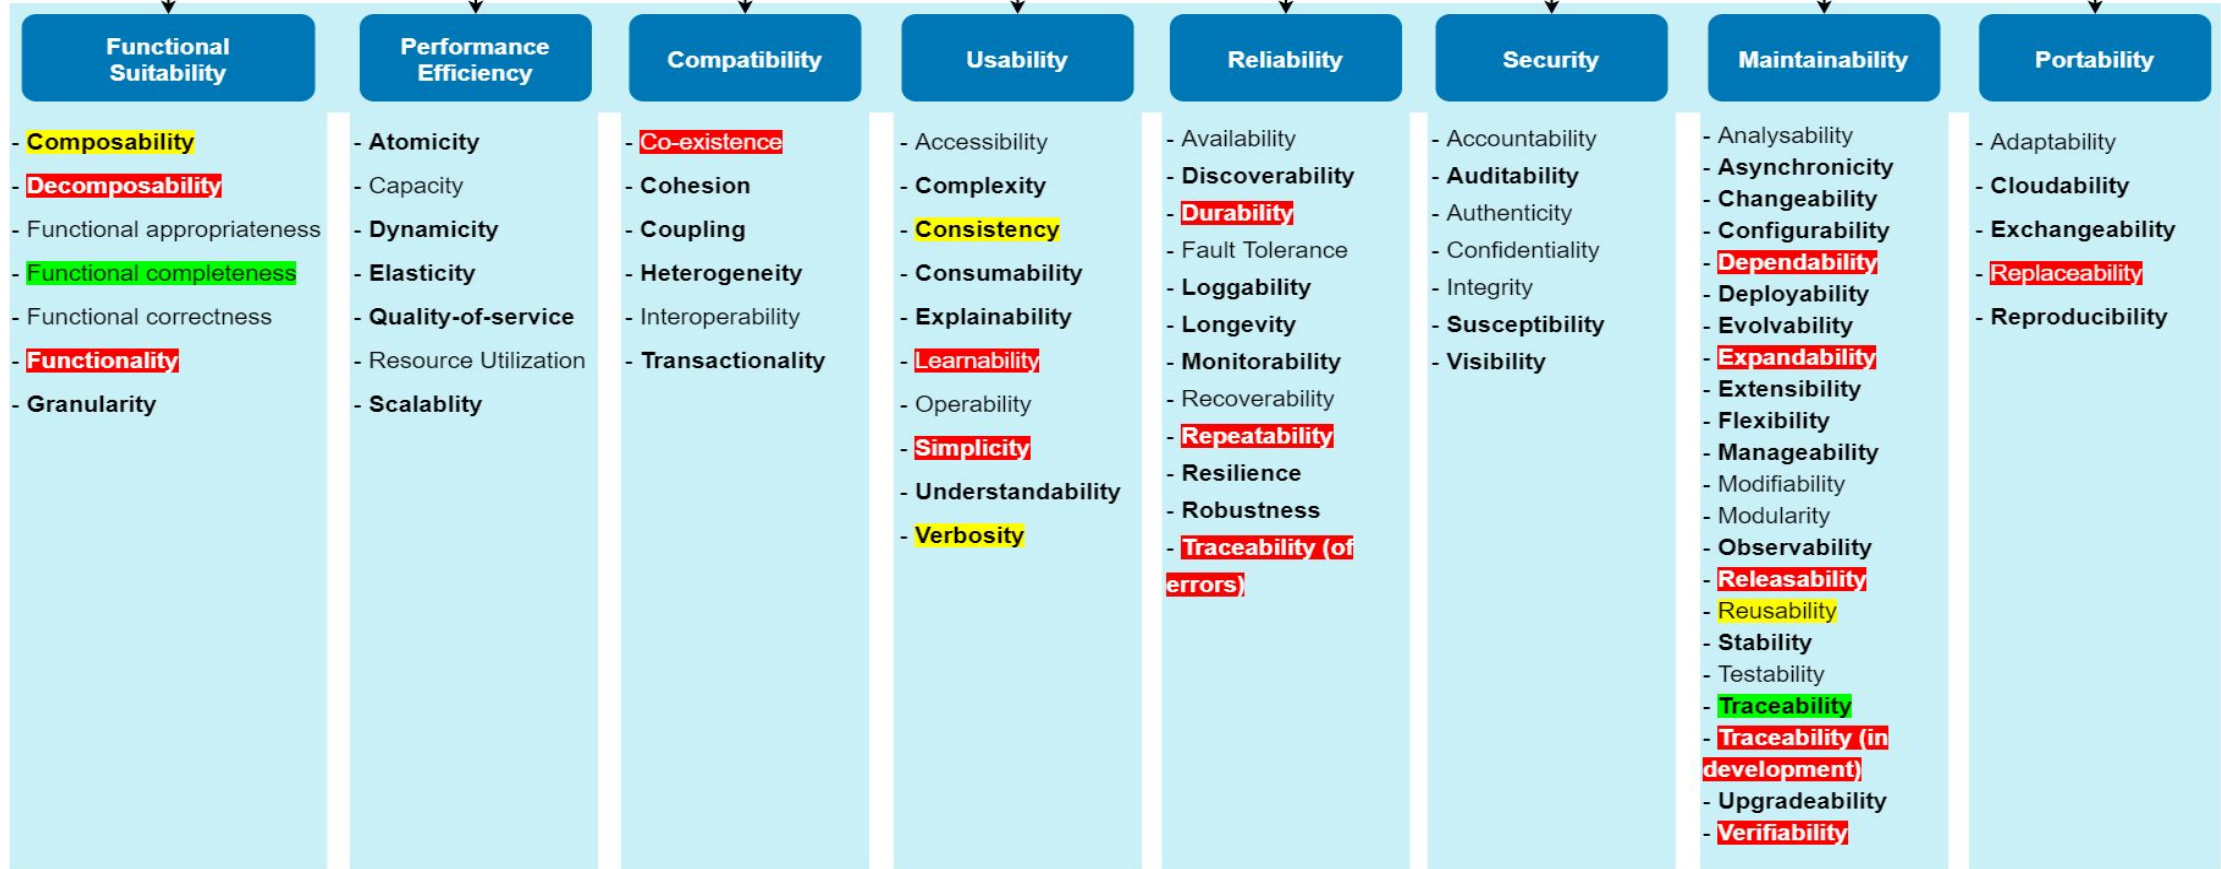 Functional
Suitability
- Composability
- Decomposability
- Functional appropriateness
- Functional completeness
- Functional correctness
- Functionality
- Granularity
Performance
Efficiency
- Atomicity
- Capacity
- Dynamicity
- Elasticity
- Quality-of-service
- Resource Utilization
- Scalablity
Compatibility
- Co-existence
- Cohesion
- Coupling
- Heterogeneity
- Interoperability
- Transactionality
Usability
- Accessibility
- Complexity
- Consistency
- Consumability
- Explainability
- Learnability
- Operability
- Simplicity
- Understandability
- Verbosity
Reliability
- Availability
- Discoverability
- Durability
- Fault Tolerance
- Loggability
- Longevity
- Monitorability
- Recoverability
- Repeatability
- Resilience
- Robustness
- Traceability (of
errors)
Security
- Accountability
- Auditability
- Authenticity
- Confidentiality
- Integrity
- Susceptibility
- Visibility
Maintainability
- Analysability
- Asynchronicity
- Changeability
- Configurability
- Dependability
- Deployability
- Evolvability
- Expandability
- Extensibility
- Flexibility
- Manageability
- Modifiability
- Modularity
- Observability
- Releasability
- Reusability
- Stability
- Testability
- Traceability
- Traceability (in
development)
- Upgradeability
- Verifiability
Portability
- Adaptability
- Cloudability
- Exchangeability
- Replaceability
- Reproducibility